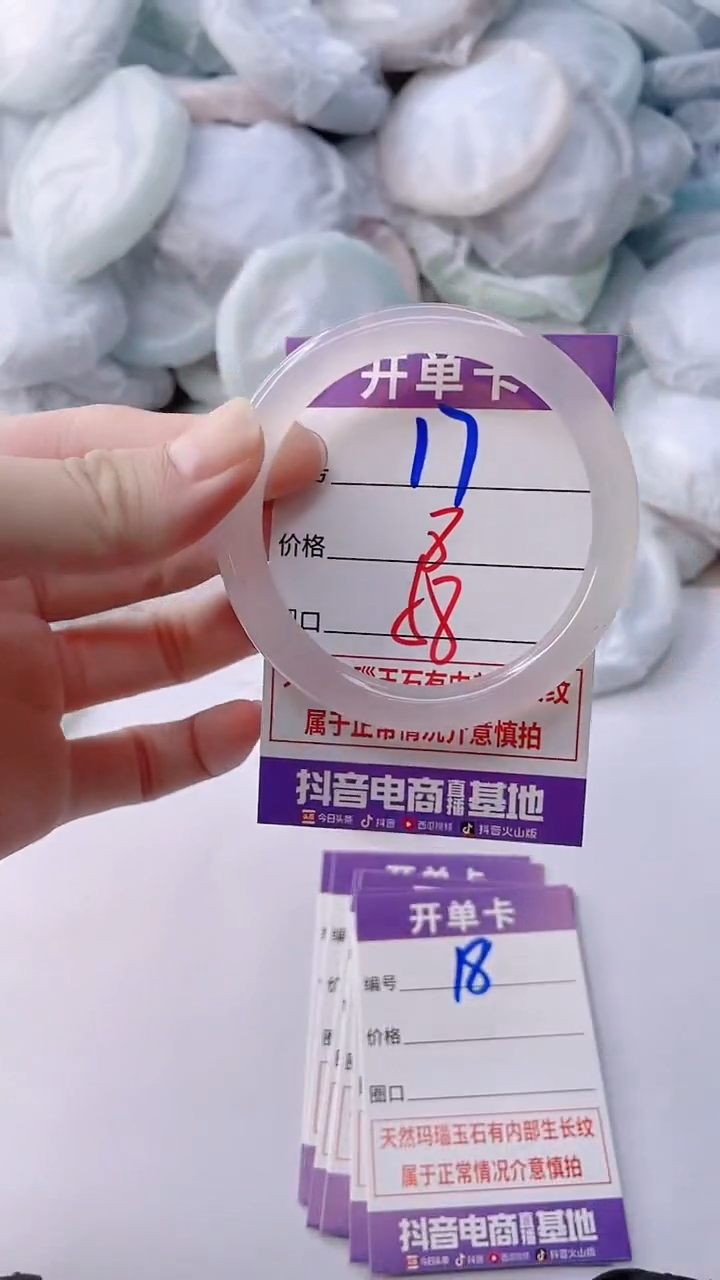 开单卡
17
价格
8
口
58
属于正常情况介意慎拍
抖音电商直播基地
今日头条 抖音 西瓜视频 抖音火山版
开单卡
开单卡
编号 18
价格
圈口
天然玛瑙玉石有内部生长纹
属于正常情况介意慎拍
抖音电商直播基地
今日头条 抖音 西瓜视频 抖音火山版